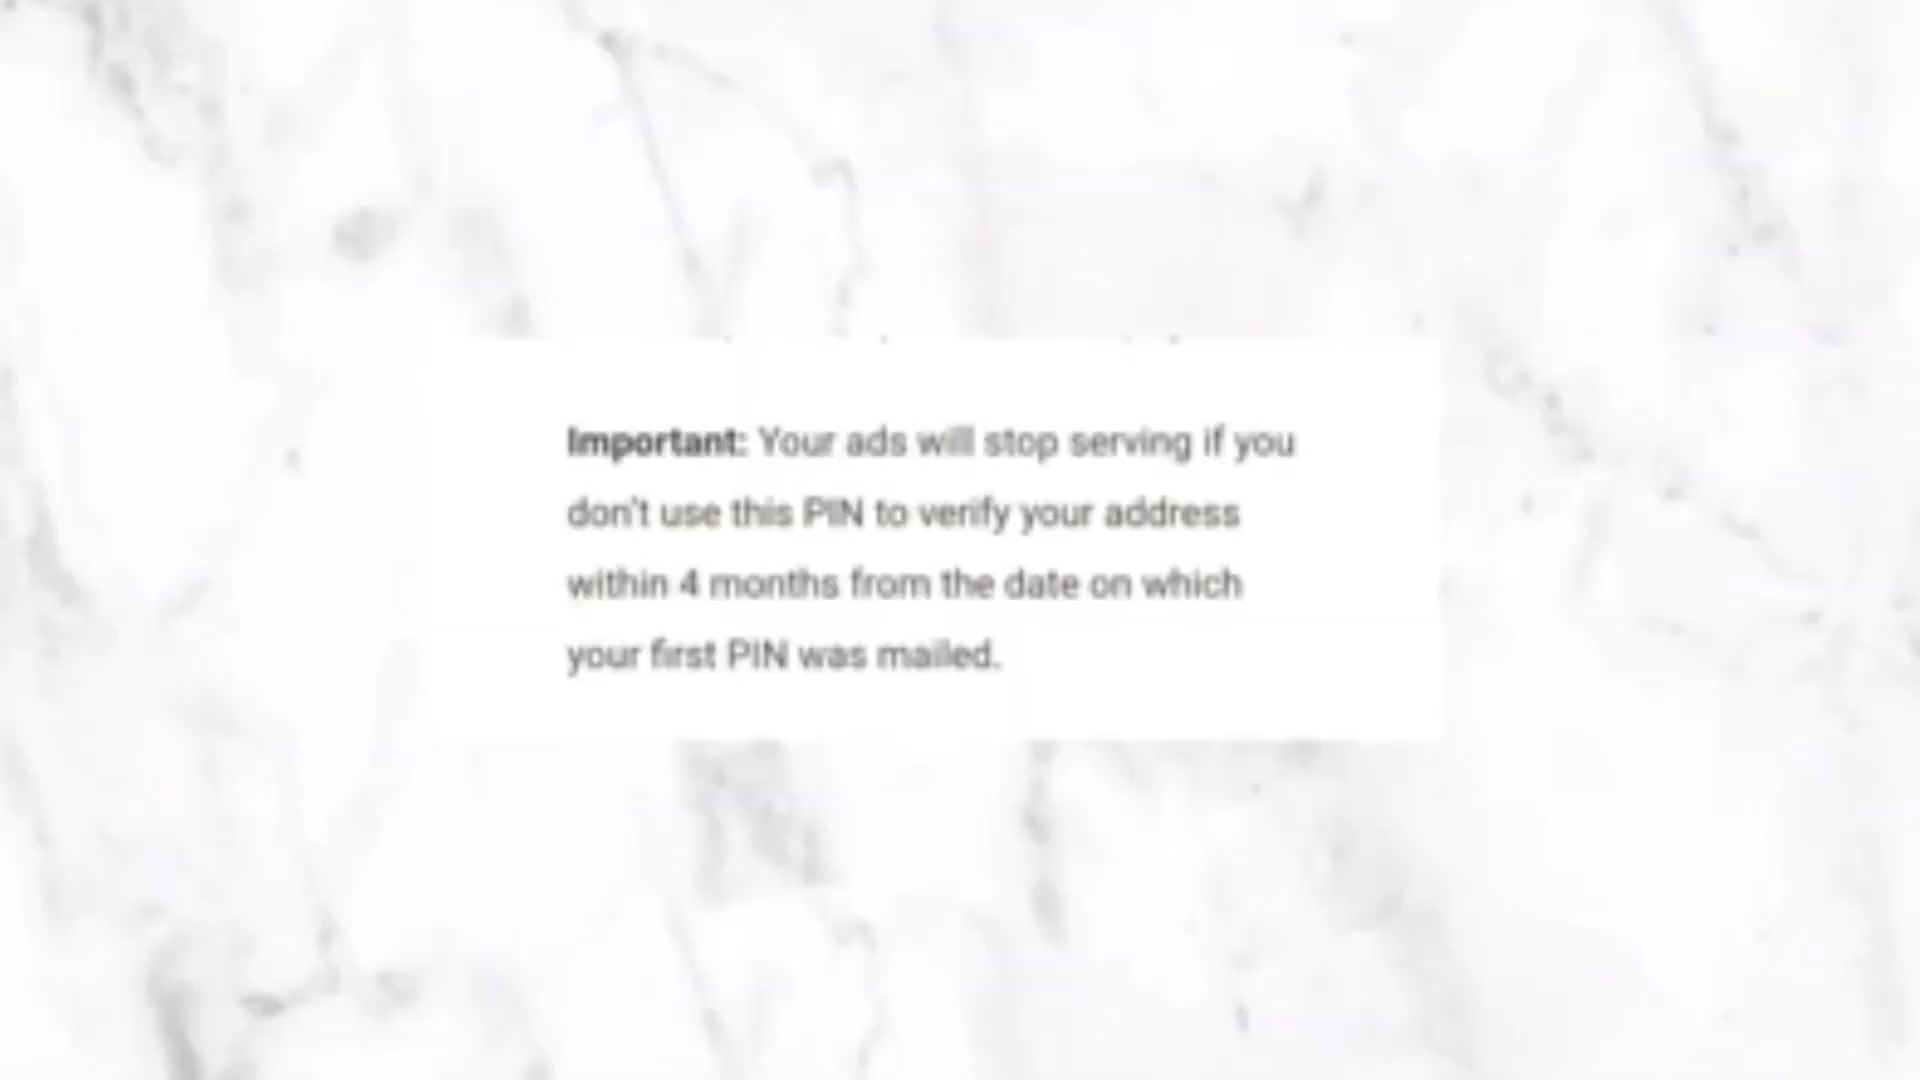 Important: Your ads will stop serving if you
don't use this PIN to verify your address
within 4 months from the date on which
your first PIN was mailed.